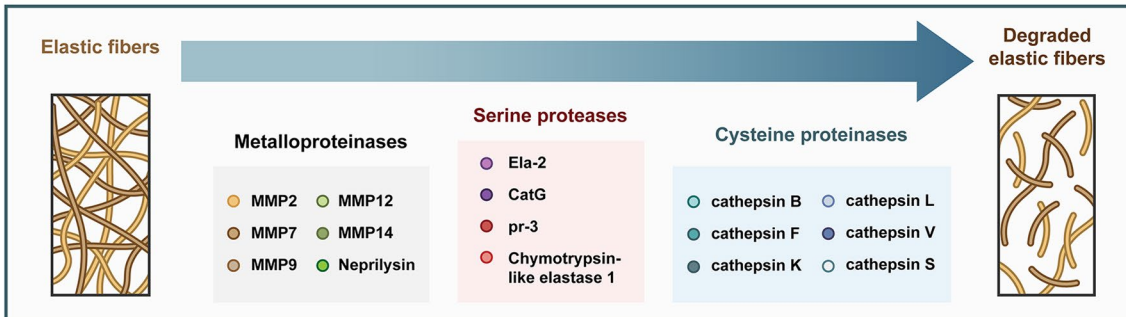 Elastic fibers
Degraded
elastic fibers
Metalloproteinases
MMP2
MMP12
MMP7
MMP14
MMP9
Neprilysin
Serine proteases
Ela-2
CatG
pr-3
Chymotrypsin-
like elastase 1
Cysteine proteinases
cathepsin B
cathepsin L
cathepsin F
cathepsin V
cathepsin K
cathepsin S